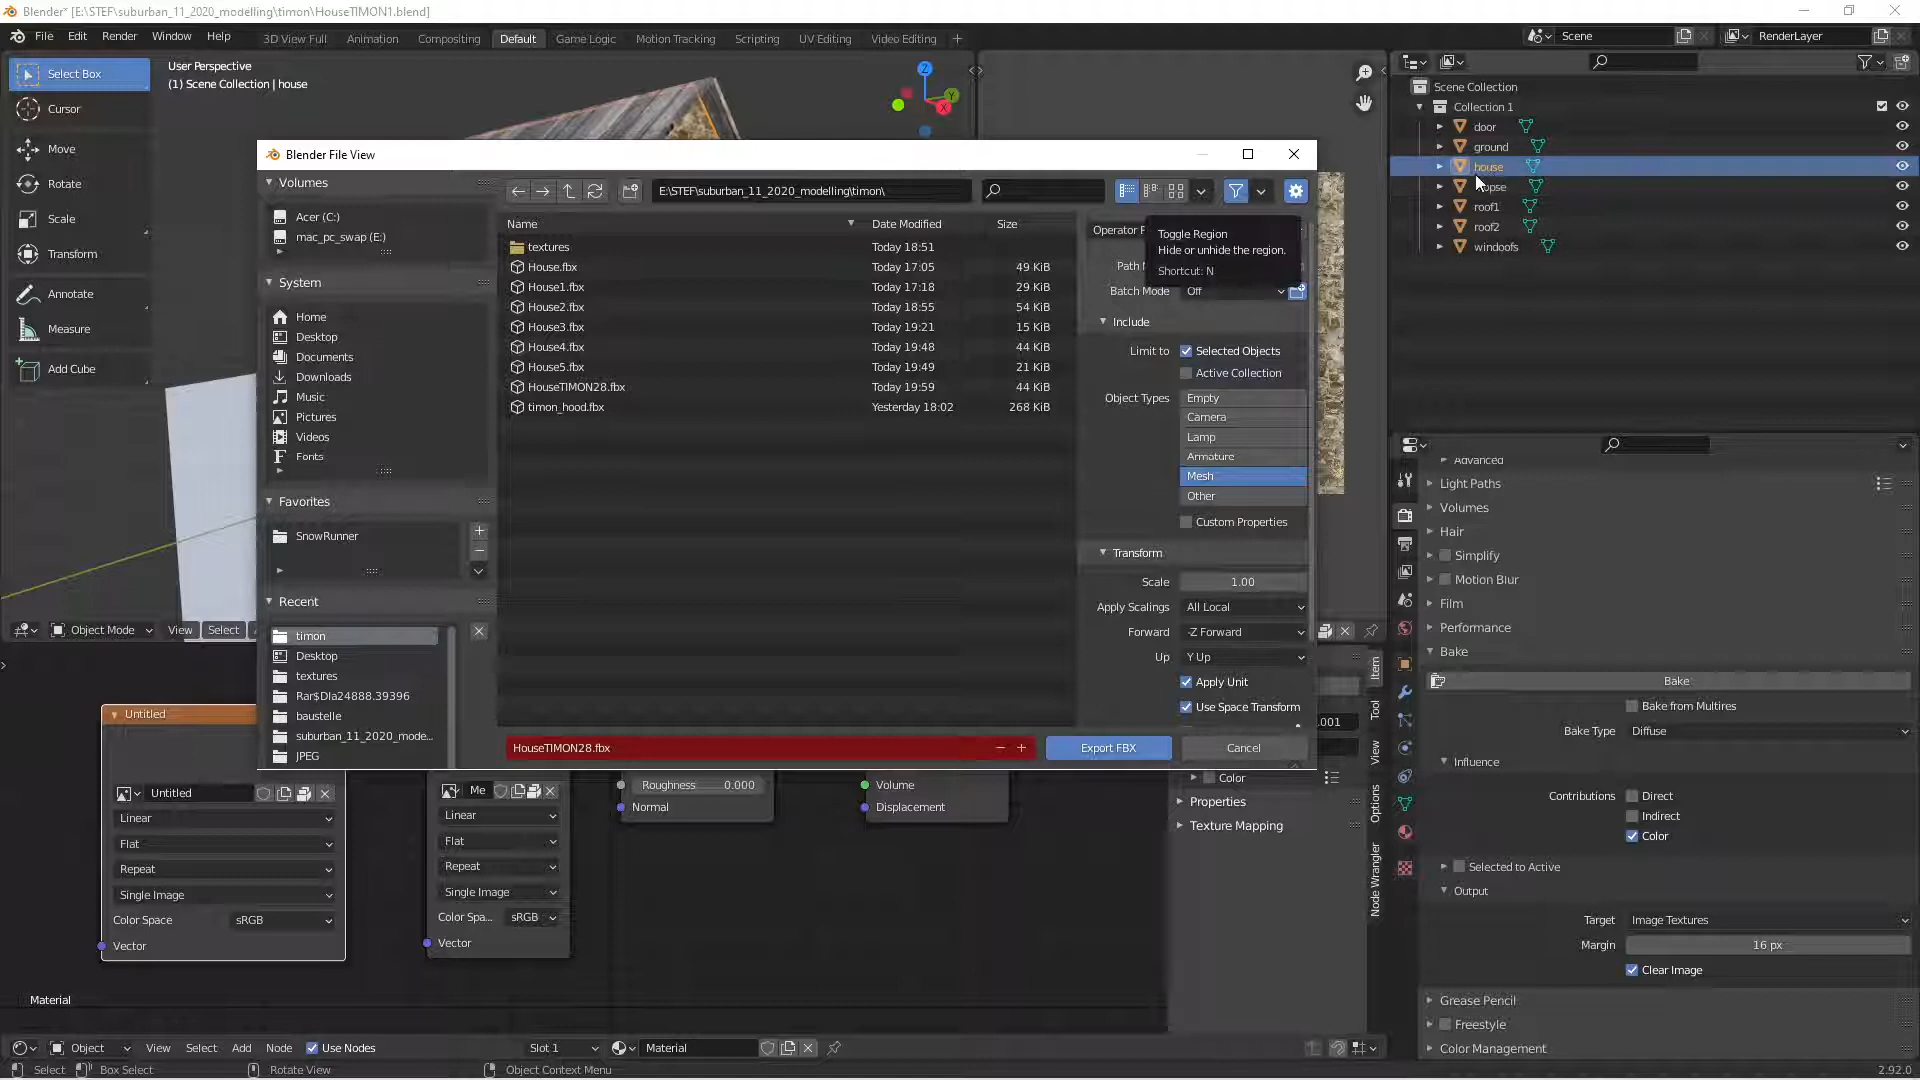 Blender* [E:\STEF\suburban_11_2020_modelling\timon\HouseTIMON1.blend]
File Edit Render Window Help 3D View Full Animation Compositing Default Game Logic Motion Tracking Scripting UV Editing Video Editing +
Scene RenderLayer
Select Box
Cursor
Move
Rotate
Scale
Transform
Annotate
Measure
Add Cube
User Perspective
(1) Scene Collection | house
Z
Y
X
Blender File View
Volumes
Acer (C:)
mac_pc_swap (E:)
System
Home
Desktop
Documents
Downloads
Music
Pictures
Videos
Fonts
Favorites
SnowRunner
Recent
timon
Desktop
textures
Rar$DIa24888.39396
baustelle
suburban_11_2020_mode...
JPEG
E:\STEF\suburban_11_2020_modelling\timon\
Name Date Modified Size
textures Today 18:51
House.fbx Today 17:05 49 KiB
House1.fbx Today 17:18 29 KiB
House2.fbx Today 18:55 54 KiB
House3.fbx Today 19:21 15 KiB
House4.fbx Today 19:48 44 KiB
House5.fbx Today 19:49 21 KiB
HouseTIMON28.fbx Today 19:59 44 KiB
timon_hood.fbx Yesterday 18:02 268 KiB
Operator
Toggle Region
Hide or unhide the region.
Shortcut: N
Path
Batch Mode Off
Include
Limit to Selected Objects
Active Collection
Object Types Empty
Camera
Lamp
Armature
Mesh
Other
Custom Properties
Transform
Scale 1.00
Apply Scalings All Local
Forward -Z Forward
Up Y Up
Apply Unit
Use Space Transform
HouseTIMON28.fbx Export FBX Cancel
Scene Collection
Collection 1
door
ground
house
roof1
roof2
windoofs
Object Mode View Select
Untitled
Untitled
Linear
Flat
Repeat
Single Image
Color Space sRGB
Vector
Me
Linear
Flat
Repeat
Single Image
Color Spa... sRGB
Vector
Roughness 0.000
Normal
Volume
Displacement
Color
Properties
Texture Mapping
Item
Tool
View
Options
Node Wrangler
Advanced
Light Paths
Volumes
Hair
Simplify
Motion Blur
Film
Performance
Bake
Bake
Bake from Multires
Bake Type Diffuse
Influence
Contributions Direct
Indirect
Color
Selected to Active
Output
Target Image Textures
Margin 16 px
Clear Image
Grease Pencil
Freestyle
Color Management
Material
Object View Select Add Node Use Nodes Slot 1 Material
Select Box Select Rotate View Object Context Menu 2.92.0